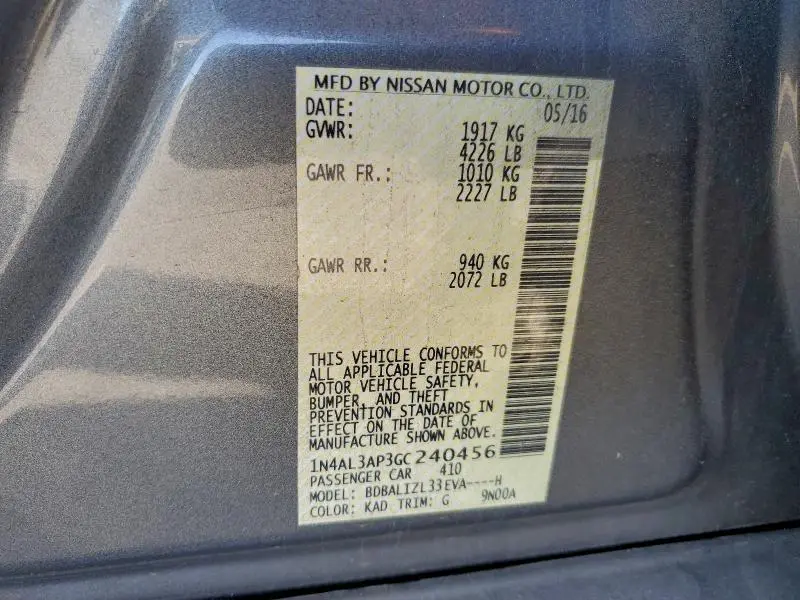 MFD BY NISSAN MOTOR CO., LTD.
DATE: 05/16
GVWR: 1917 KG
4226 LB
GAWR FR.: 1010 KG
2227 LB
GAWR RR.: 940 KG
2072 LB
THIS VEHICLE CONFORMS TO
ALL APPLICABLE FEDERAL
MOTOR VEHICLE SAFETY,
BUMPER, AND THEFT
PREVENTION STANDARDS IN
EFFECT ON THE DATE OF
MANUFACTURE SHOWN ABOVE.
1N4AL3AP3GC240456
PASSENGER CAR 410
MODEL: BDBALIZL33EVA----H
COLOR: KAD TRIM: G 9N00A